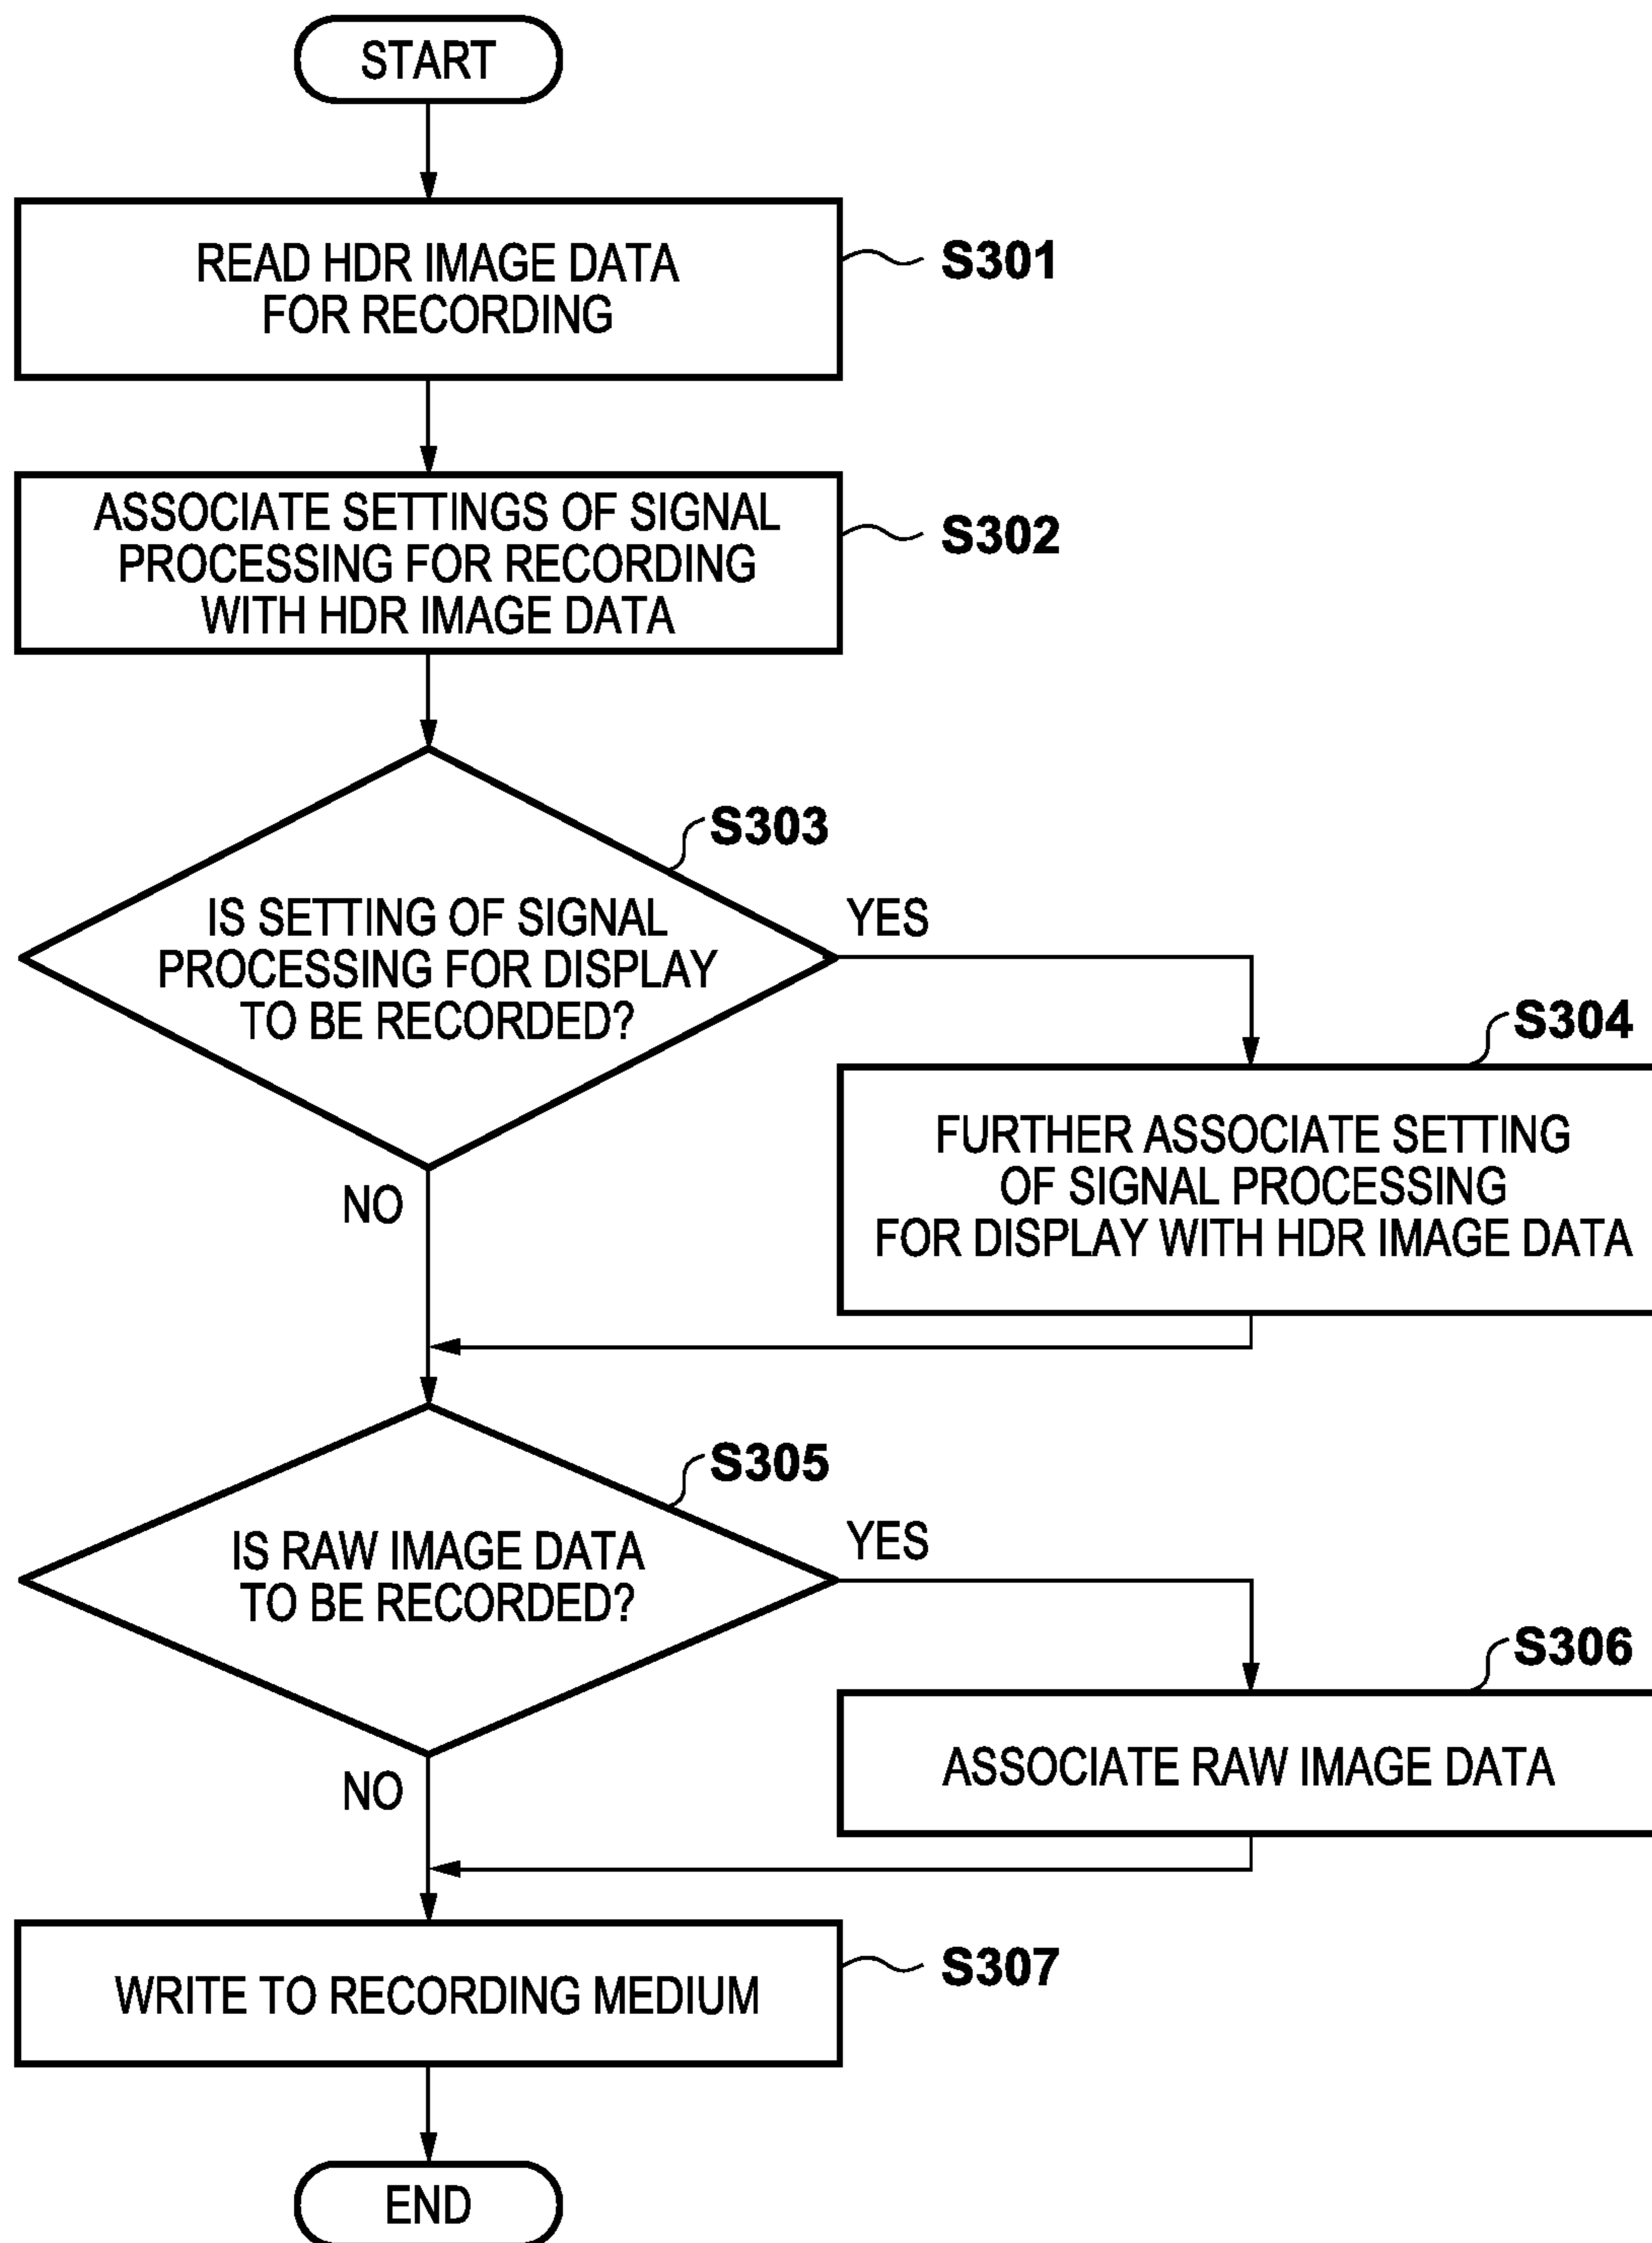 START
READ HDR IMAGE DATA
FOR RECORDING
S301
ASSOCIATE SETTINGS OF SIGNAL
PROCESSING FOR RECORDING
WITH HDR IMAGE DATA
S302
S303
IS SETTING OF SIGNAL
PROCESSING FOR DISPLAY
TO BE RECORDED?
YES
NO
S304
FURTHER ASSOCIATE SETTING
OF SIGNAL PROCESSING
FOR DISPLAY WITH HDR IMAGE DATA
S305
IS RAW IMAGE DATA
TO BE RECORDED?
YES
NO
S306
ASSOCIATE RAW IMAGE DATA
WRITE TO RECORDING MEDIUM
S307
END